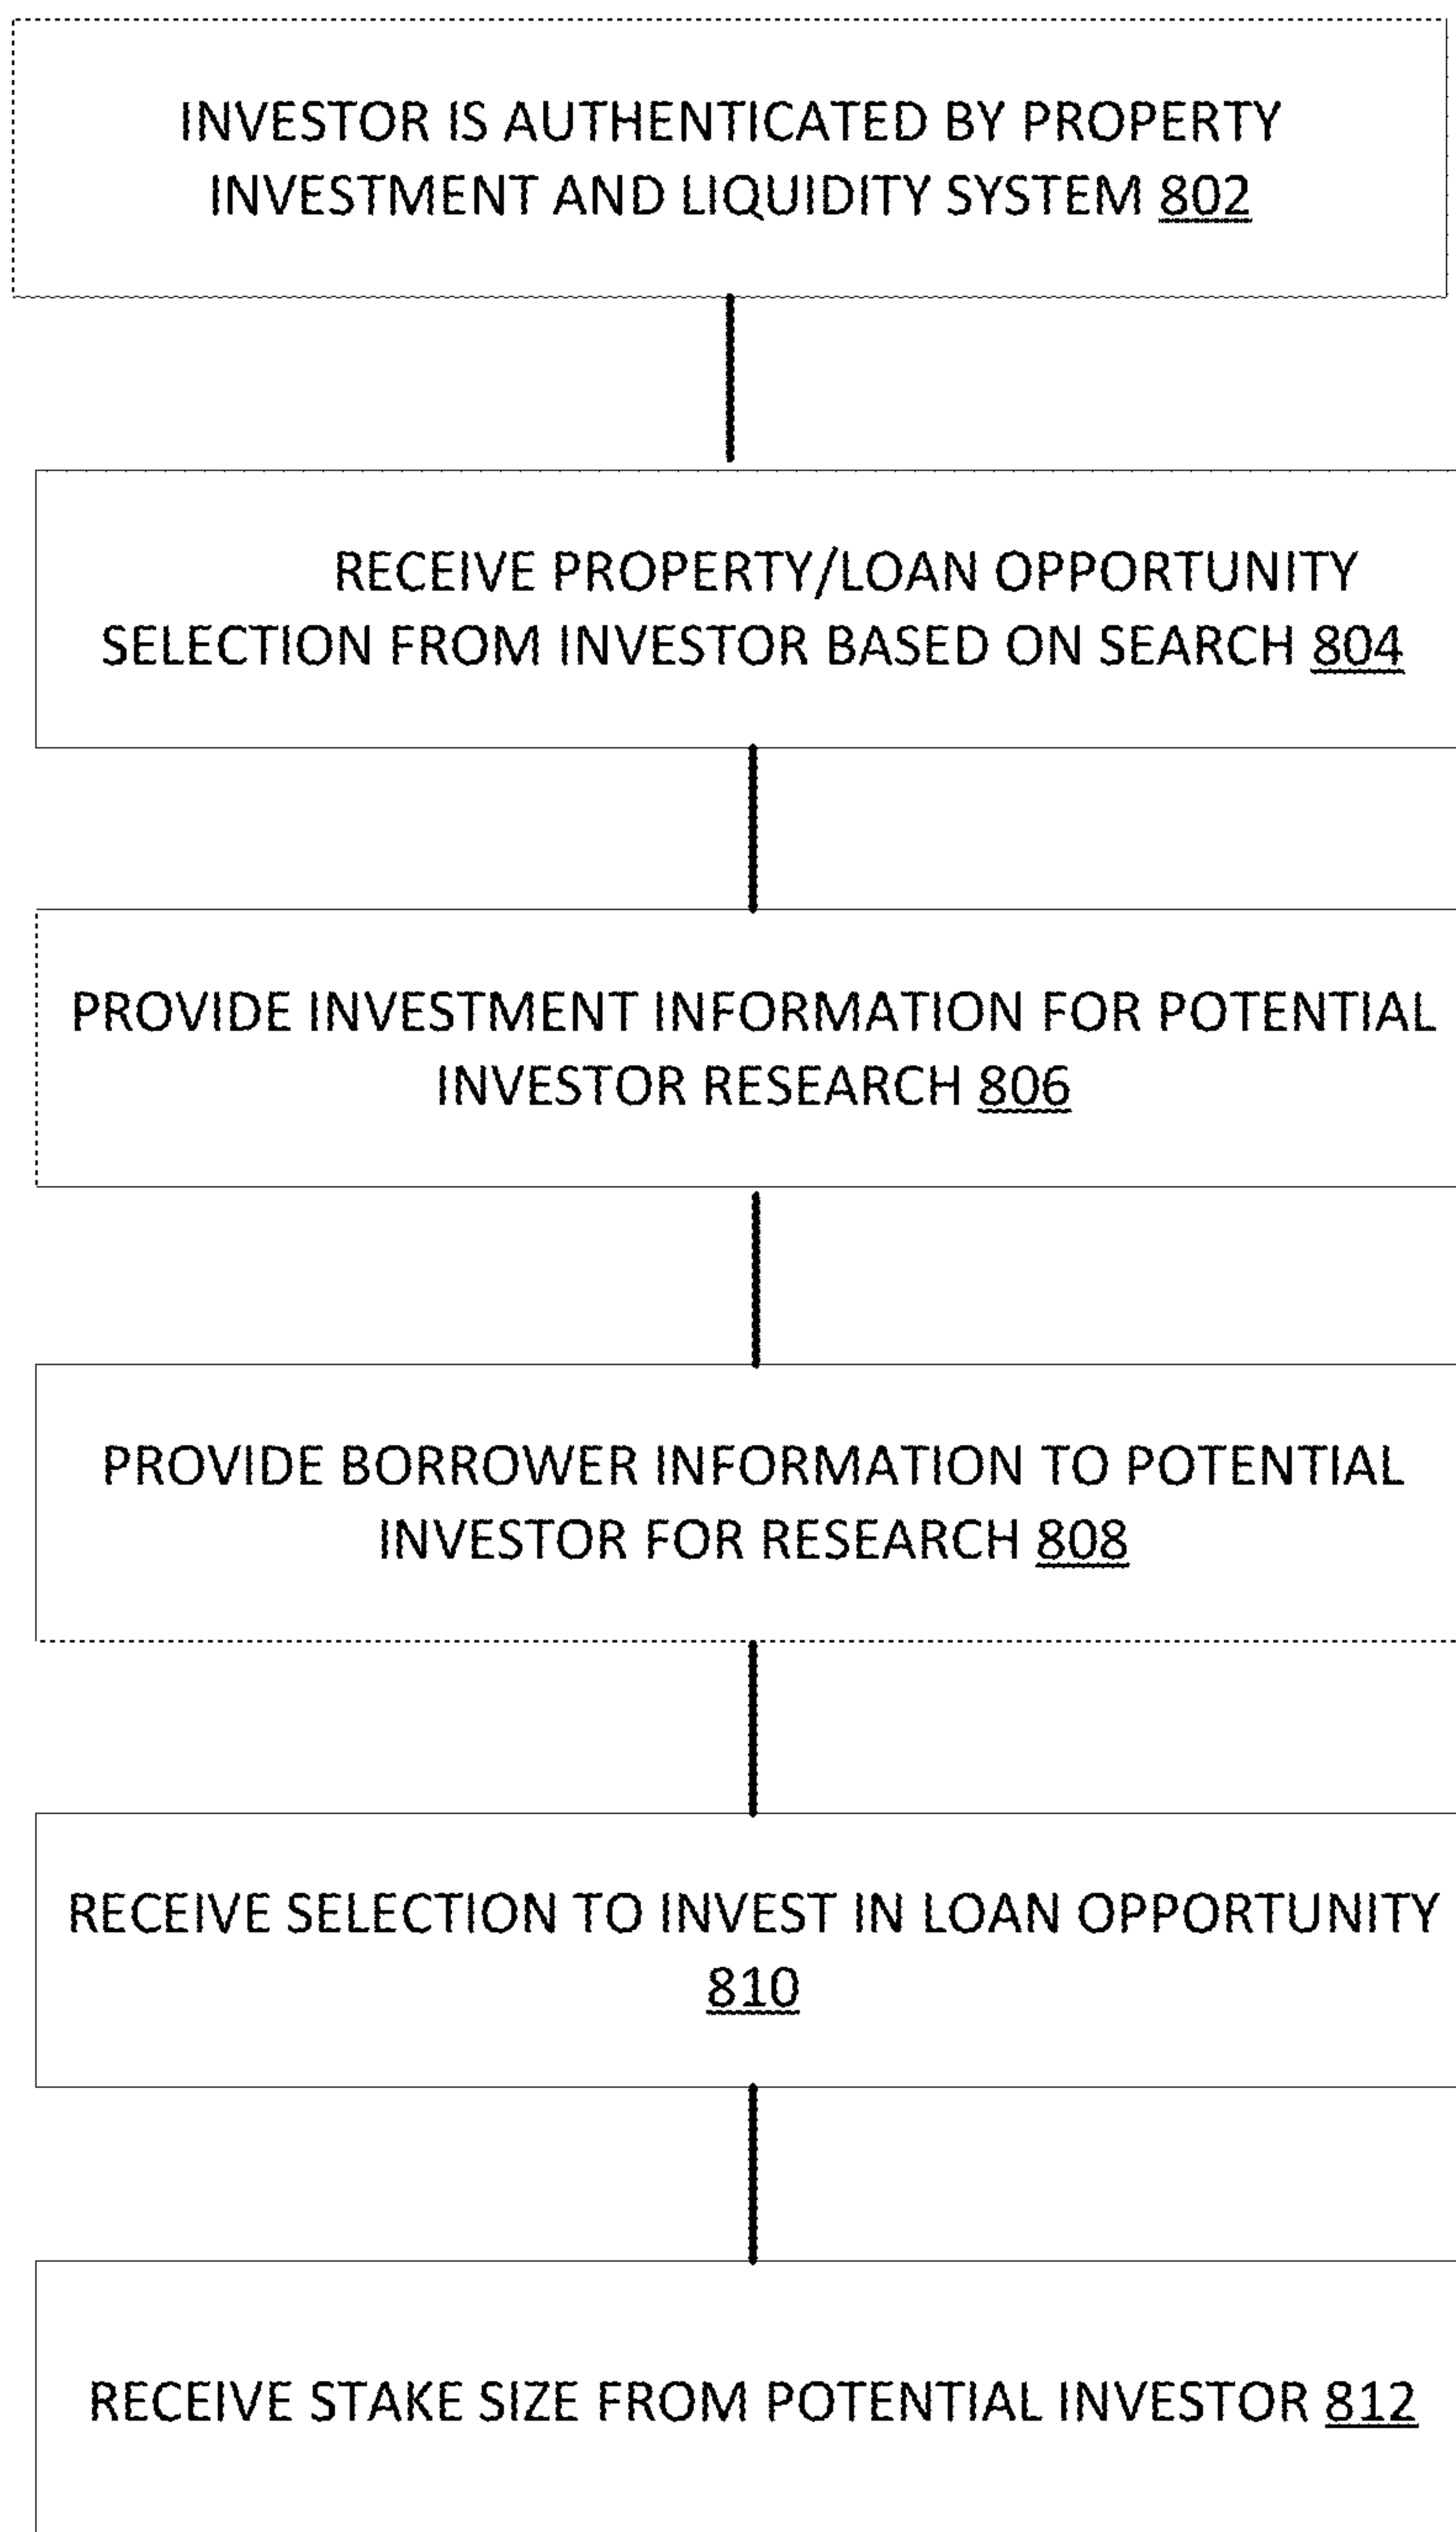 INVESTOR IS AUTHENTICATED BY PROPERTY
INVESTMENT AND LIQUIDITY SYSTEM 802
RECEIVE PROPERTY/LOAN OPPORTUNITY
SELECTION FROM INVESTOR BASED ON SEARCH 804
PROVIDE INVESTMENT INFORMATION FOR POTENTIAL
INVESTOR RESEARCH 806
PROVIDE BORROWER INFORMATION TO POTENTIAL
INVESTOR FOR RESEARCH 808
RECEIVE SELECTION TO INVEST IN LOAN OPPORTUNITY
810
RECEIVE STAKE SIZE FROM POTENTIAL INVESTOR 812